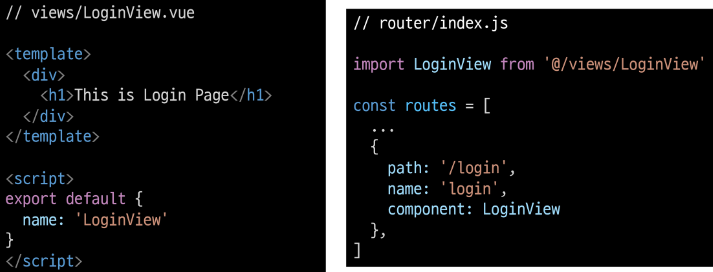 // views/LoginView.vue
<template>
  <div>
    <h1>This is Login Page</h1>
  </div>
</template>
<script>
export default {
  name: 'LoginView'
}
</script>
// router/index.js
import LoginView from '@/views/LoginView'
const routes = [
  ...
  {
    path: '/login',
    name: 'login',
    component: LoginView
  },
]